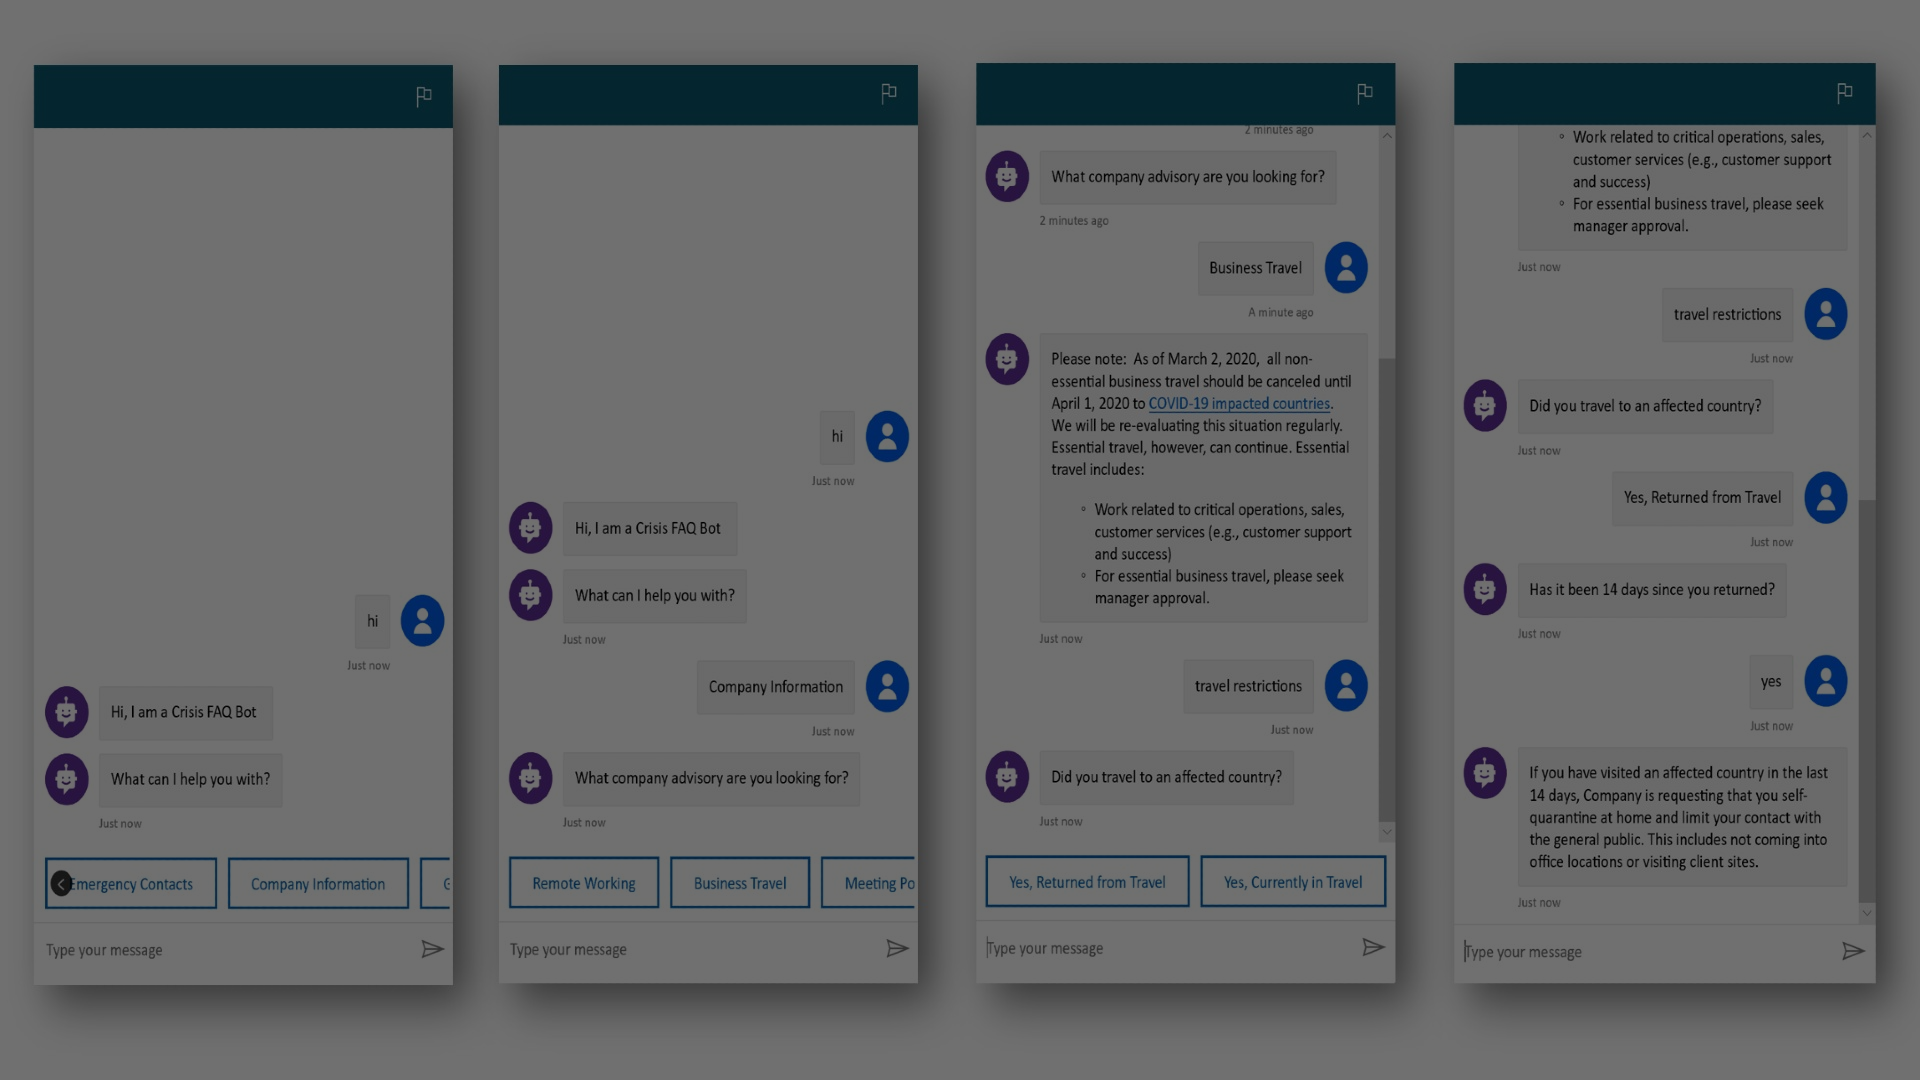 hi
Just now
Hi, I am a Crisis FAQ Bot
What can I help you with?
Just now
Emergency Contacts
Company Information
Type your message
hi
Just now
Hi, I am a Crisis FAQ Bot
What can I help you with?
Just now
Company Information
Just now
What company advisory are you looking for?
Just now
Remote Working
Business Travel
Meeting Po
Type your message
2 minutes ago
What company advisory are you looking for?
2 minutes ago
Business Travel
A minute ago
Please note:  As of March 2, 2020,  all non-
essential business travel should be canceled until
April 1, 2020 to COVID-19 impacted countries.
We will be re-evaluating this situation regularly.
Essential travel, however, can continue. Essential
travel includes:
◦ Work related to critical operations, sales,
customer services (e.g., customer support
and success)
◦ For essential business travel, please seek
manager approval.
Just now
travel restrictions
Just now
Did you travel to an affected country?
Just now
Yes, Returned from Travel
Yes, Currently in Travel
Type your message
◦ Work related to critical operations, sales,
customer services (e.g., customer support
and success)
◦ For essential business travel, please seek
manager approval.
Just now
travel restrictions
Just now
Did you travel to an affected country?
Just now
Yes, Returned from Travel
Just now
Has it been 14 days since you returned?
Just now
yes
Just now
If you have visited an affected country in the last
14 days, Company is requesting that you self-
quarantine at home and limit your contact with
the general public. This includes not coming into
office locations or visiting client sites.
Just now
Type your message